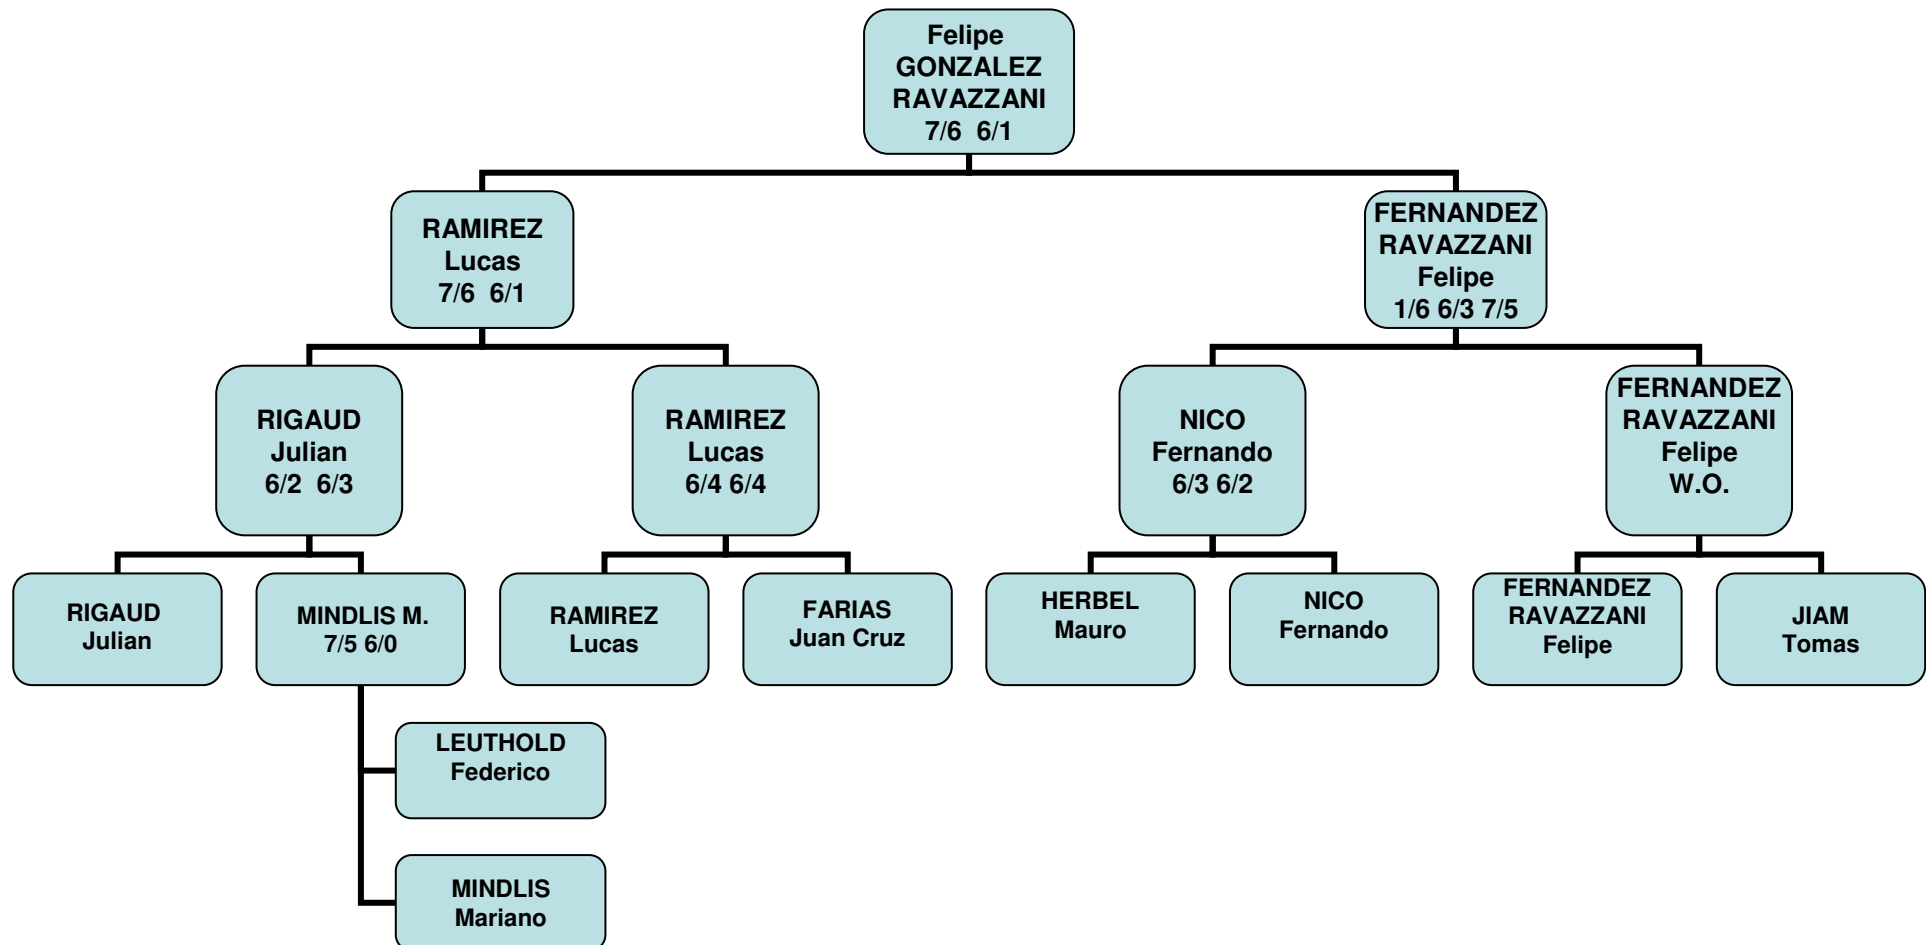 Felipe
GONZALEZ
RAVAZZANI
7/6 6/1
RAMIREZ
Lucas
7/6 6/1
FERNANDEZ
RAVAZZANI
Felipe
1/6 6/3 7/5
RIGAUD
Julian
6/2 6/3
RAMIREZ
Lucas
6/4 6/4
NICO
Fernando
6/3 6/2
FERNANDEZ
RAVAZZANI
Felipe
W.O.
RIGAUD
Julian
MINDLIS M.
7/5 6/0
RAMIREZ
Lucas
FARIAS
Juan Cruz
HERBEL
Mauro
NICO
Fernando
FERNANDEZ
RAVAZZANI
Felipe
JIAM
Tomas
LEUTHOLD
Federico
MINDLIS
Mariano